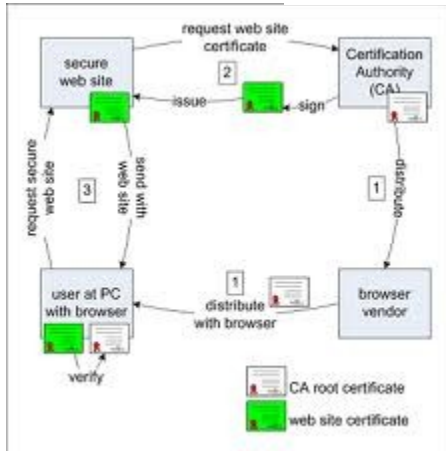 request web site
certificate
secure
web site
2
Certification
Authority
(CA)
issue
sign
request secure
web site
3
send with
web site
1
distribute
user at PC
with browser
1
distribute
with browser
browser
vendor
verify
CA root certificate
web site certificate